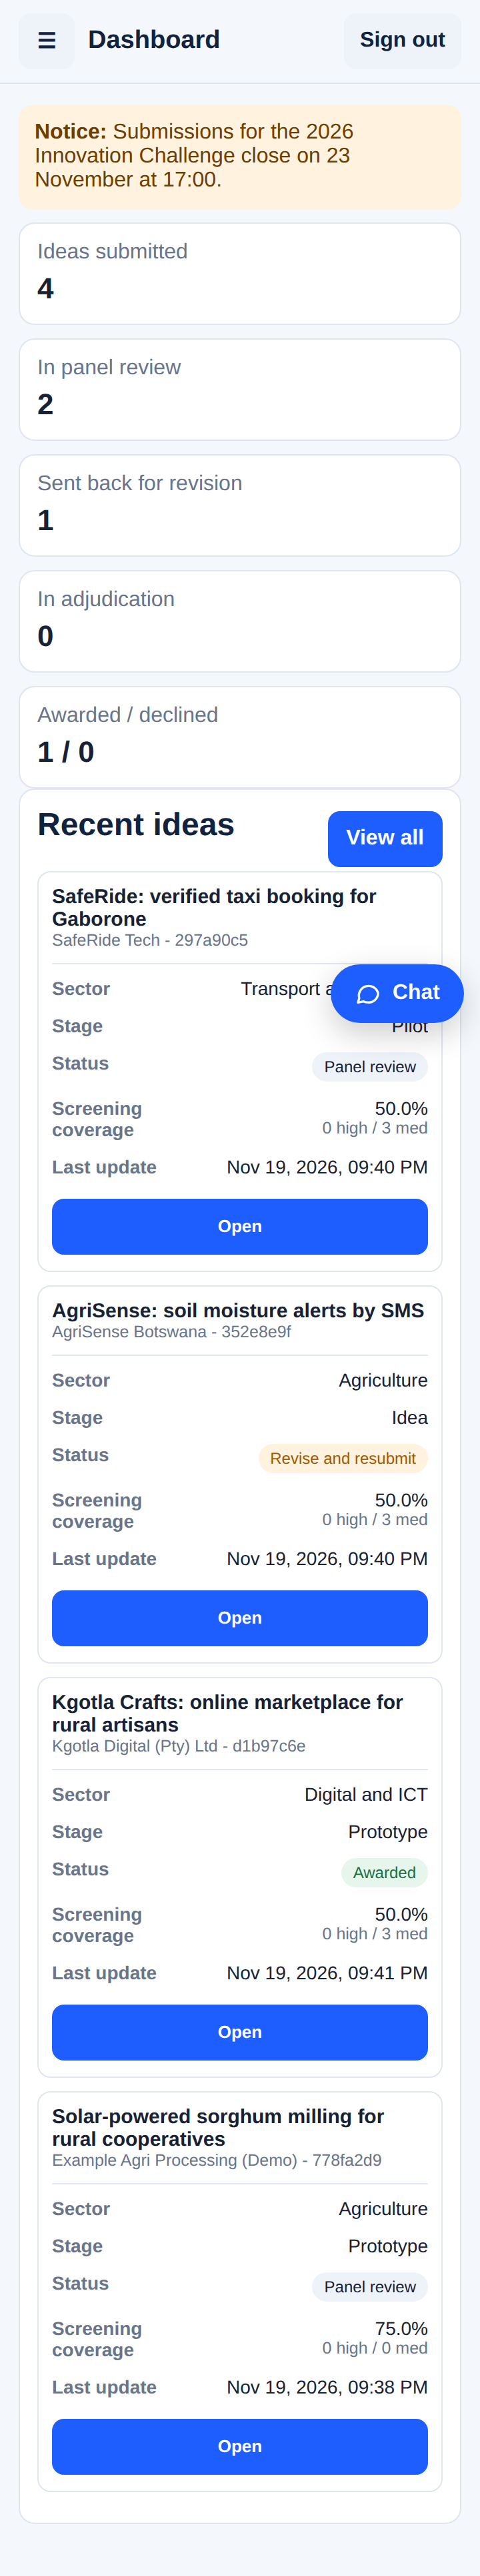 ☰ Dashboard Sign out
Notice: Submissions for the 2026
Innovation Challenge close on 23
November at 17:00.
Ideas submitted
4
In panel review
2
Sent back for revision
1
In adjudication
0
Awarded / declined
1 / 0
Recent ideas View all
SafeRide: verified taxi booking for
Gaborone
SafeRide Tech - 297a90c5
Chat
Sector Transport
Stage Pilot
Status Panel review
Screening 50.0%
coverage 0 high / 3 med
Last update Nov 19, 2026, 09:40 PM
Open
AgriSense: soil moisture alerts by SMS
AgriSense Botswana - 352e8e9f
Sector Agriculture
Stage Idea
Status Revise and resubmit
Screening 50.0%
coverage 0 high / 3 med
Last update Nov 19, 2026, 09:40 PM
Open
Kgotla Crafts: online marketplace for
rural artisans
Kgotla Digital (Pty) Ltd - d1b97c6e
Sector Digital and ICT
Stage Prototype
Status Awarded
Screening 50.0%
coverage 0 high / 3 med
Last update Nov 19, 2026, 09:41 PM
Open
Solar-powered sorghum milling for
rural cooperatives
Example Agri Processing (Demo) - 778fa2d9
Sector Agriculture
Stage Prototype
Status Panel review
Screening 75.0%
coverage 0 high / 0 med
Last update Nov 19, 2026, 09:38 PM
Open